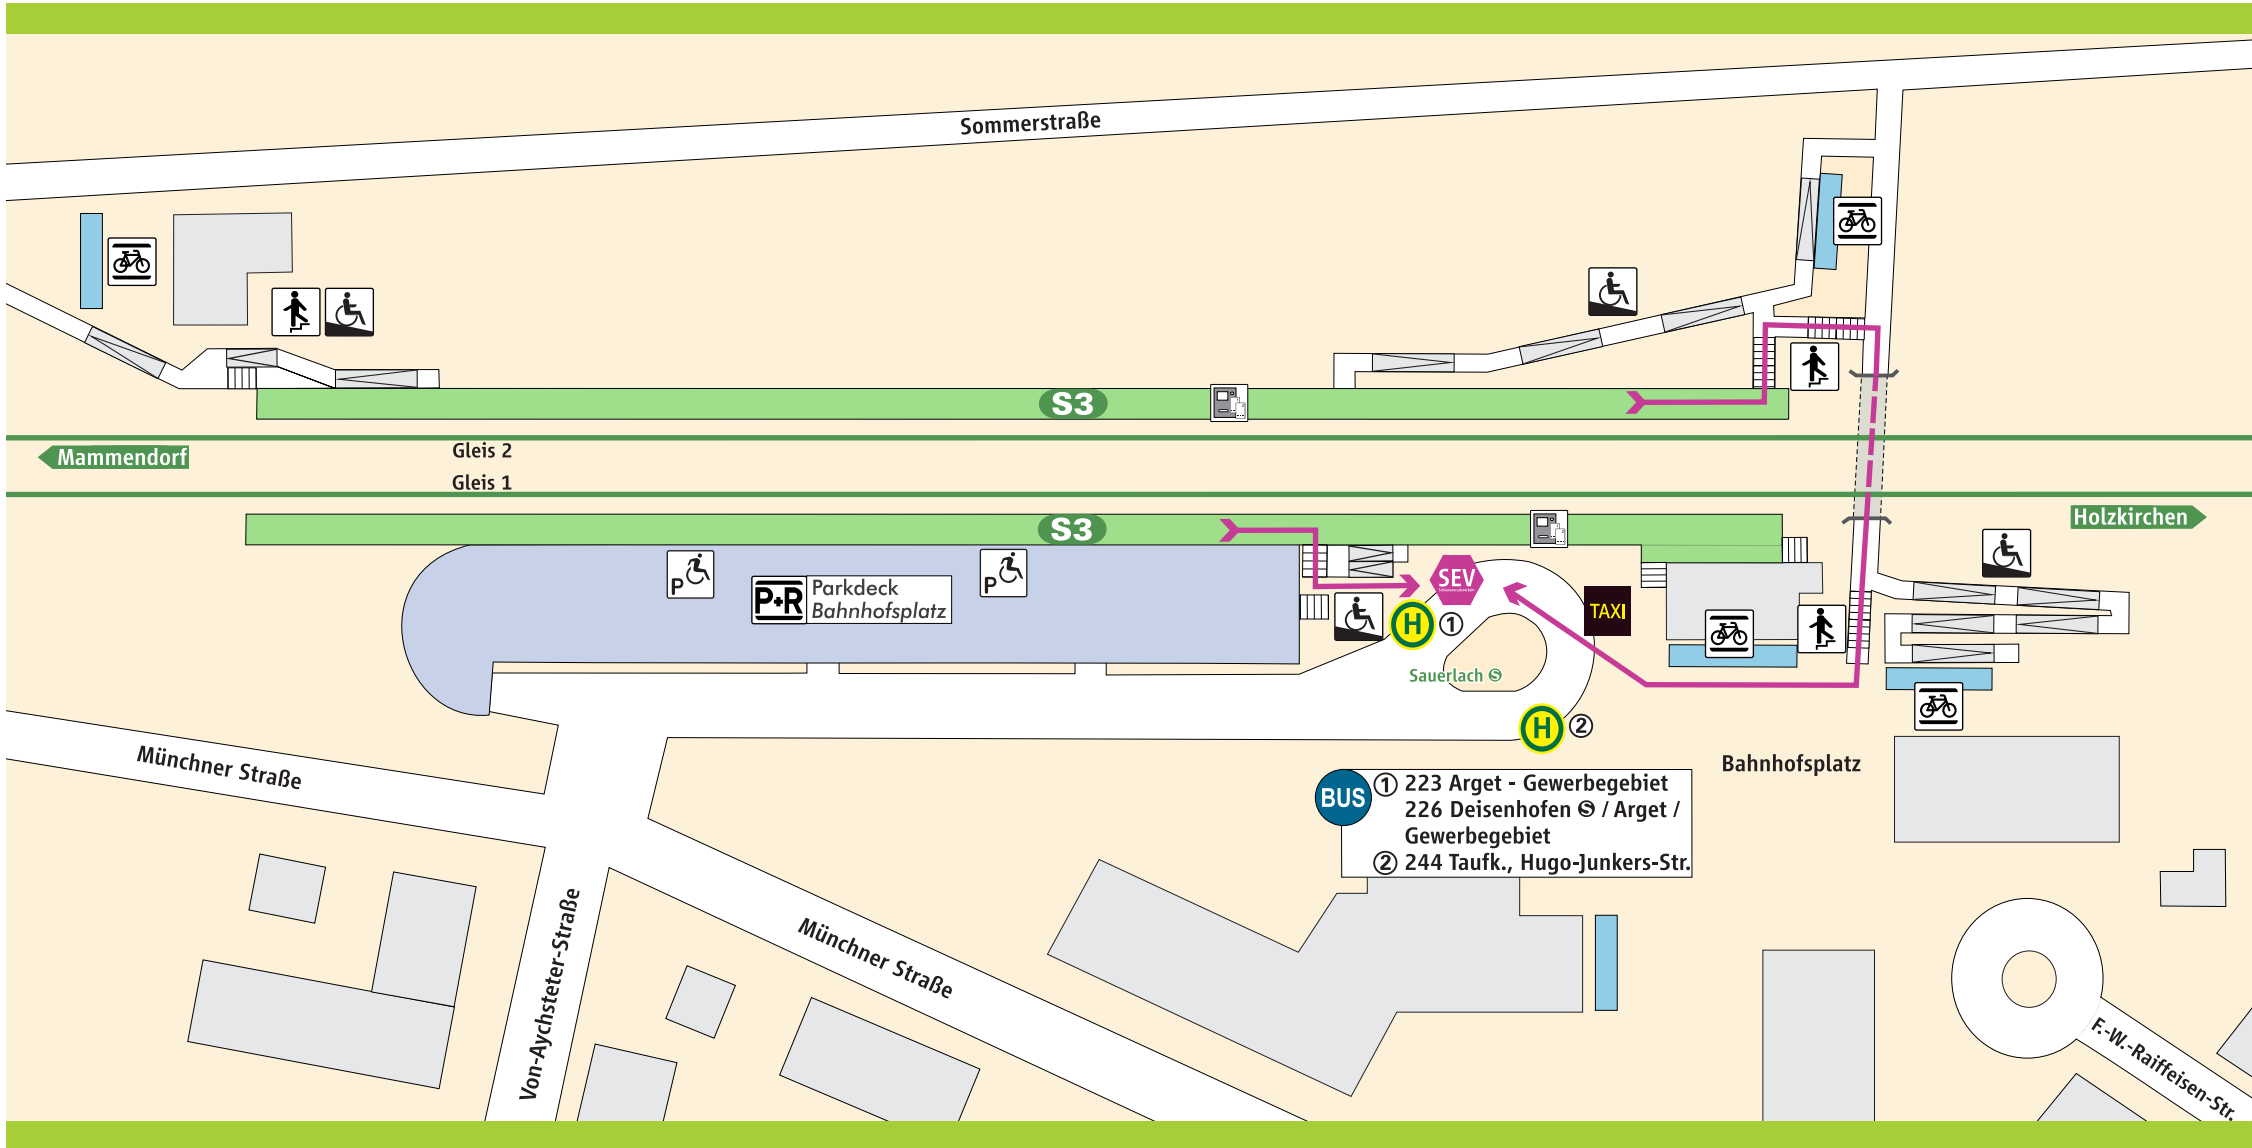 Sommerstraße
S3
Gleis 2
Mammendorf
Gleis 1
Holzkirchen
S3
SEV
P
P
P+R Parkdeck
Bahnhofsplatz
TAXI
H 1
Sauerlach S
H 2
Münchner Straße
Bahnhofsplatz
BUS
1 223 Arget - Gewerbegebiet
226 Deisenhofen S / Arget /
Gewerbegebiet
2 244 Taufk., Hugo-Junkers-Str.
Von-Aychsteter-Straße
Münchner Straße
F.-W.-Raiffeisen-Str.